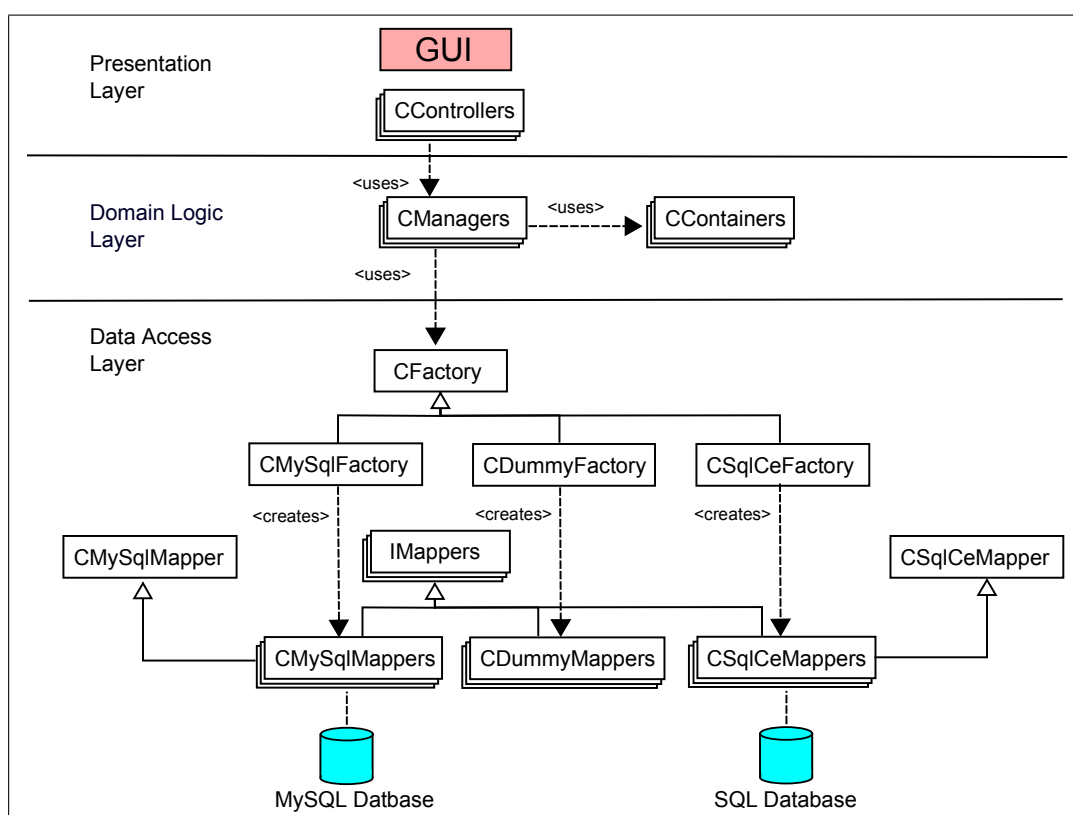 GUI
Presentation
Layer
CControllers
<uses>
Domain Logic
Layer
CManagers
<uses>
CContainers
<uses>
Data Access
Layer
CFactory
CMySqlFactory
CDummyFactory
CSqlCeFactory
<creates>
<creates>
<creates>
CMySqlMapper
IMappers
CSqlCeMapper
CMySqlMappers
CDummyMappers
CSqlCeMappers
MySQL Datbase
SQL Database